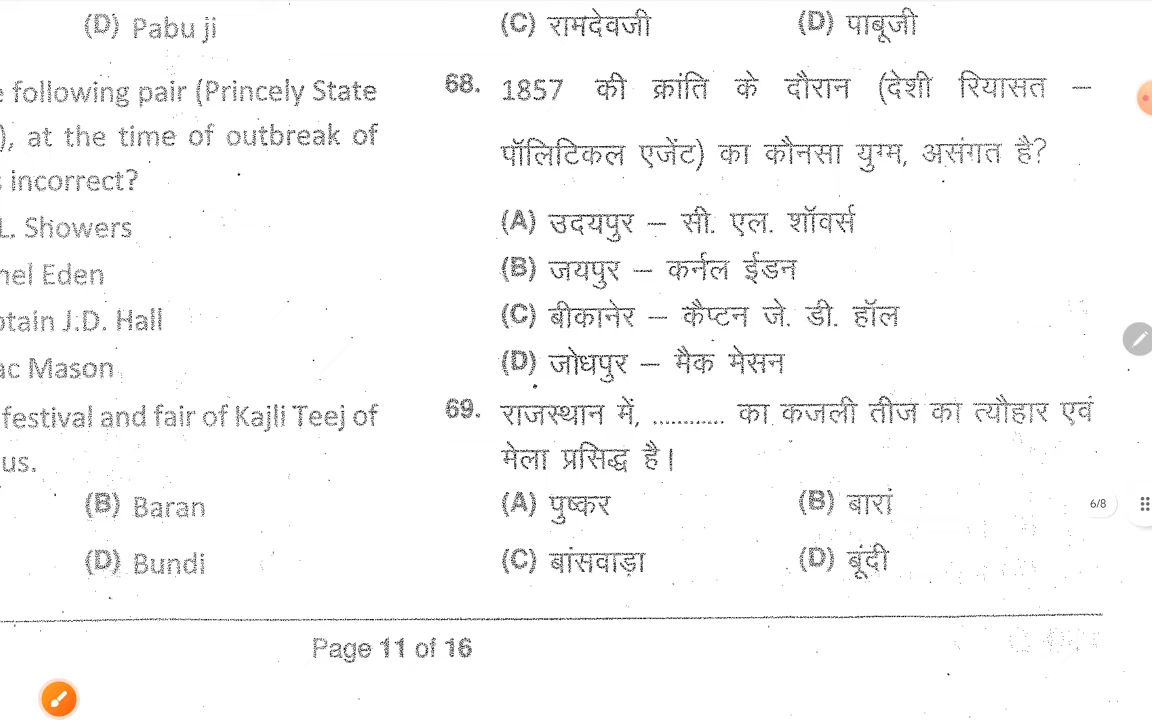 (D) Pabu ji
following pair (Princely State
), at the time of outbreak of
incorrect?
L. Showers
nel Eden
ptain J.D. Hall
ac Mason
festival and fair of Kajli Teej of
us.
(B) Baran
(D) Bundi
(C) रामदेवजी (D) पाबूजी
68. 1857 की क्रांति के दौरान (देशी रियासत –
पॉलिटिकल एजेंट) का कौनसा युग्म, असंगत है?
(A) उदयपुर – सी. एल. शॉवर्स
(B) जयपुर – कर्नल ईडन
(C) बीकानेर – कैप्टन जे. डी. हॉल
(D) जोधपुर – मैक मेसन
69. राजस्थान में, ............ का कजली तीज का त्यौहार एवं
मेला प्रसिद्ध है।
(A) पुष्कर (B) बारां
(C) बांसवाड़ा (D) बूंदी
6/8
Page 11 of 16